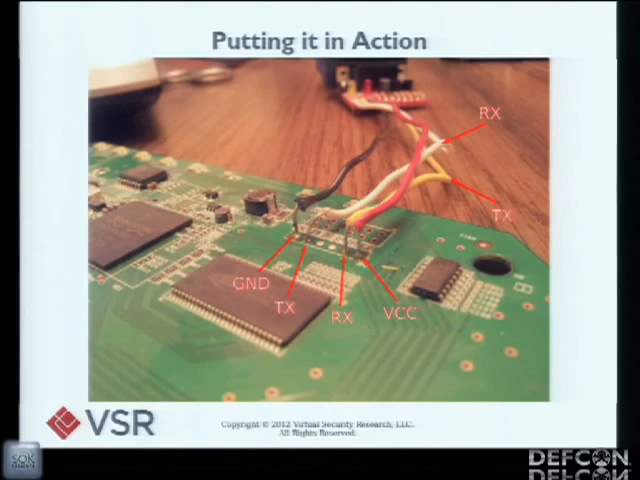 Putting it in Action
RX
TX
GND
TX
RX
VCC
VSR
Copyright © 2012 Virtual Security Research, LLC.
All Rights Reserved.
SOK
DEFCON